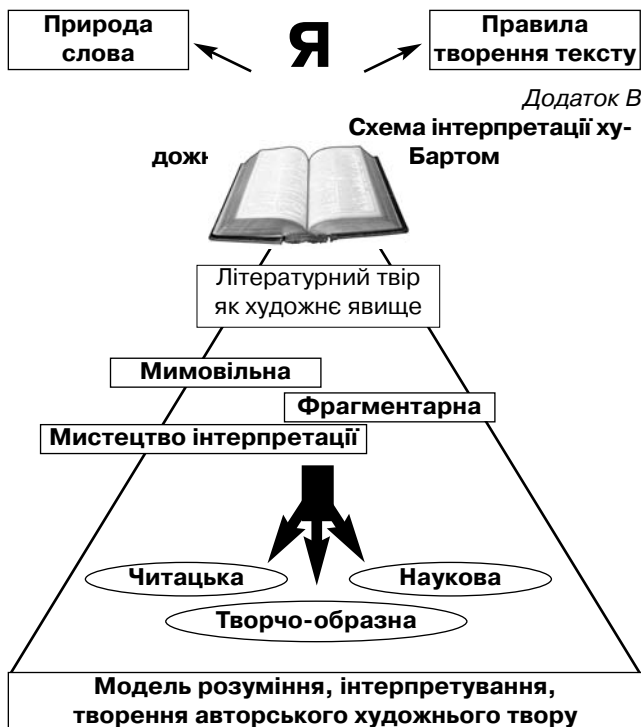 Природа
слова
Я
Правила
творення тексту
Додаток В
Схема інтерпретації ху-
дожн
Бартом
Літературний твір
як художнє явище
Мимовільна
Фрагментарна
Мистецтво інтерпретації
Читацька
Наукова
Творчо-образна
Модель розуміння, інтерпретування,
творення авторського художнього твору